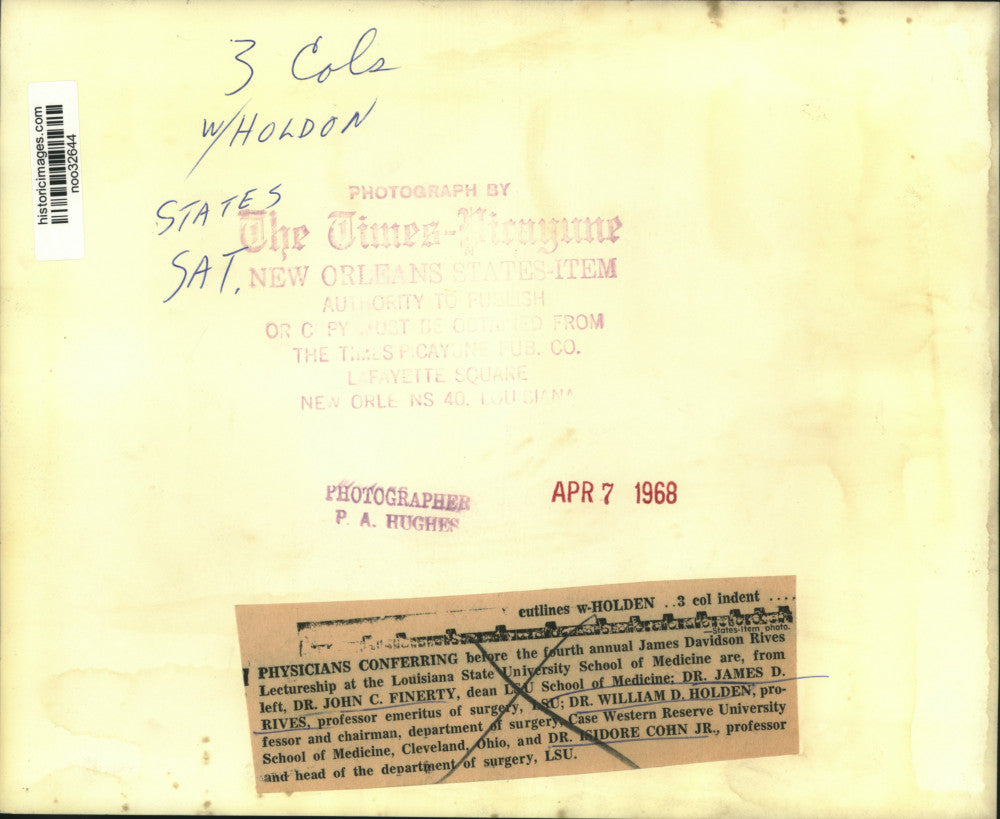 3 Cols
w/HOLDON
STATES
SAT.
historicimages.com
noo32644
PHOTOGRAPH BY
The Times-Picayune
NEW ORLEANS STATES-ITEM
AUTHORITY TO PUBLISH
OR COPY MUST BE OBTAINED FROM
THE TIMES PICAYUNE PUB. CO.
LAFAYETTE SQUARE
NEW ORLEANS 40, LOUISIANA
PHOTOGRAPHER
P. A. HUGHES
APR 7 1968
cutlines w-HOLDEN ..3 col indent ....
—States-Item photo.
PHYSICIANS CONFERRING before the fourth annual James Davidson Rives
Lectureship at the Louisiana State University School of Medicine are, from
left, DR. JOHN C. FINERTY, dean LSU School of Medicine; DR. JAMES D.
RIVES, professor emeritus of surgery, LSU; DR. WILLIAM D. HOLDEN, pro-
fessor and chairman, department of surgery, Case Western Reserve University
School of Medicine, Cleveland, Ohio, and DR. ISIDORE COHN JR., professor
and head of the department of surgery, LSU.